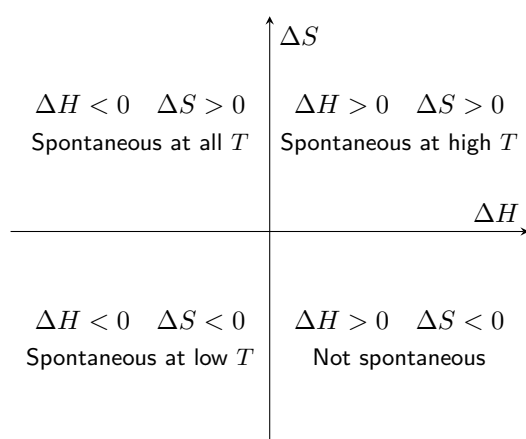 ΔS
ΔH < 0 ΔS > 0
Spontaneous at all T
ΔH > 0 ΔS > 0
Spontaneous at high T
ΔH
ΔH < 0 ΔS < 0
Spontaneous at low T
ΔH > 0 ΔS < 0
Not spontaneous